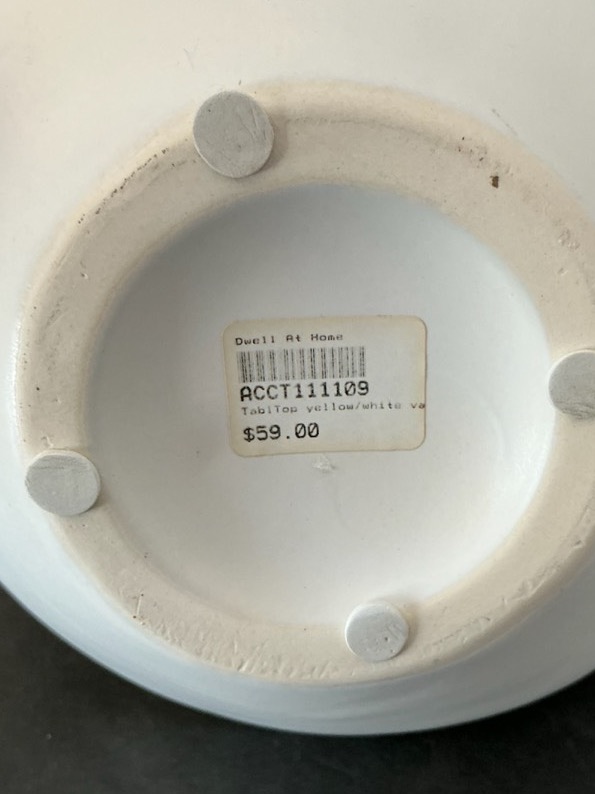 Dwell At Home
ACCT111109
TablTop yellow/white va
$59.00